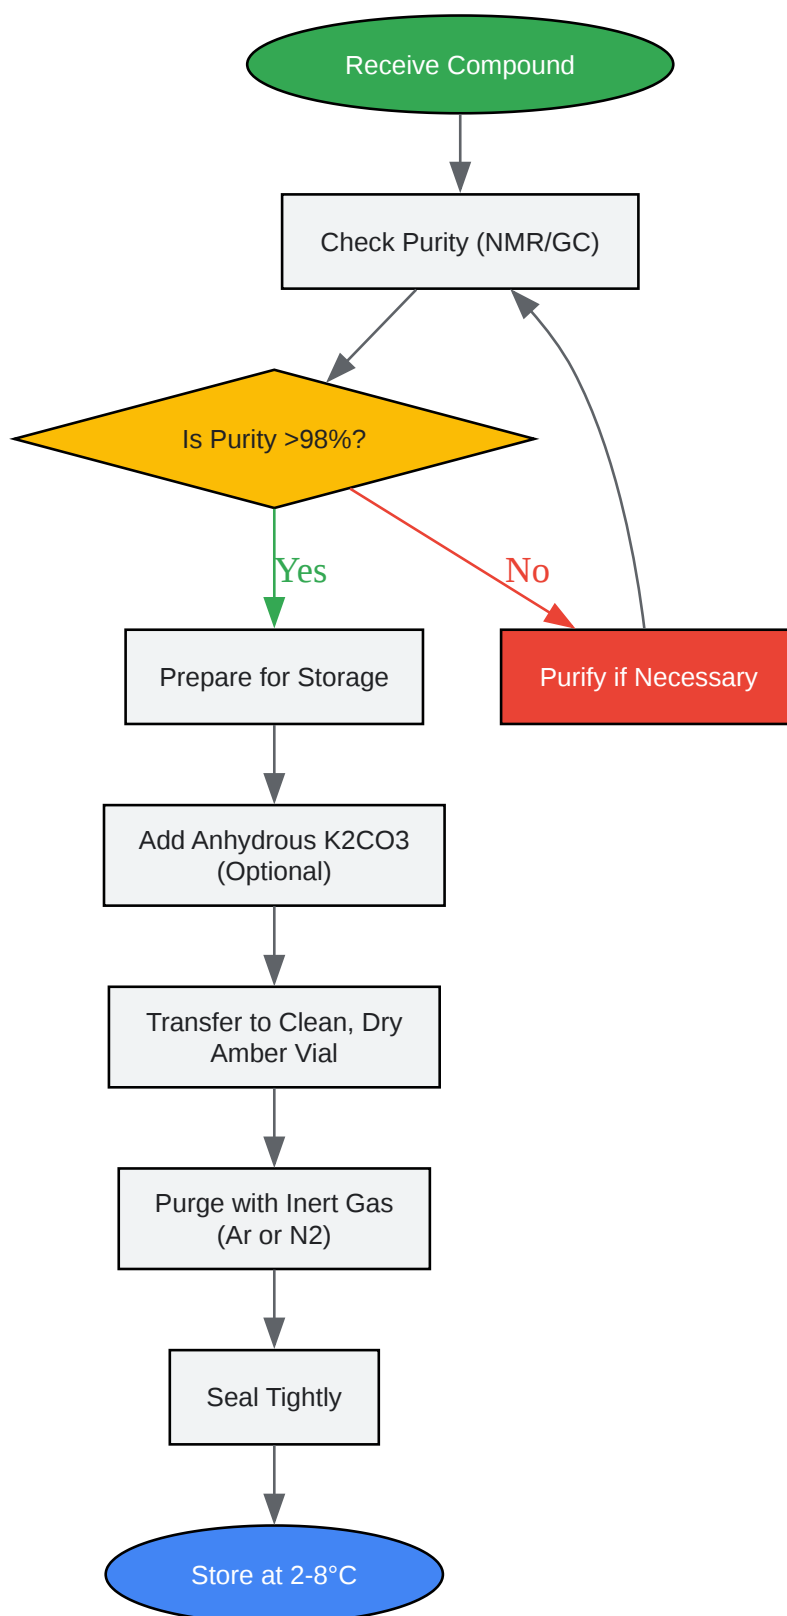 Receive Compound
Check Purity (NMR/GC)
Is Purity >98%?
Yes
No
Prepare for Storage
Purify if Necessary
Add Anhydrous K2CO3
(Optional)
Transfer to Clean, Dry
Amber Vial
Purge with Inert Gas
(Ar or N2)
Seal Tightly
Store at 2-8°C